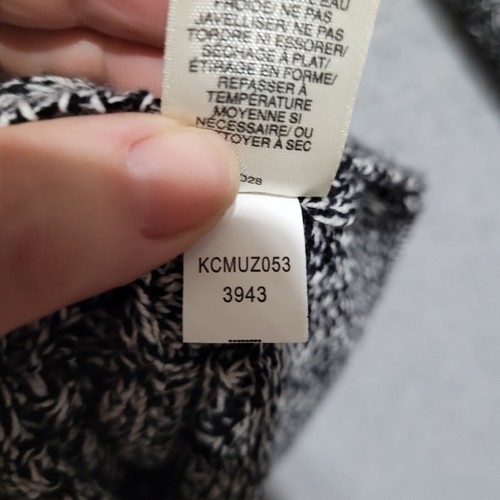 FROIDE/ NE PAS
JAVELLISER/ NE PAS
TORDRE NI ESSORER/
SÉCHAGE À PLAT/
ÉTIRAGE EN FORME/
REPASSER À
TEMPÉRATURE
MOYENNE SI
NÉCESSAIRE/ OU
TOYER À SEC
028
KCMUZ053
3943